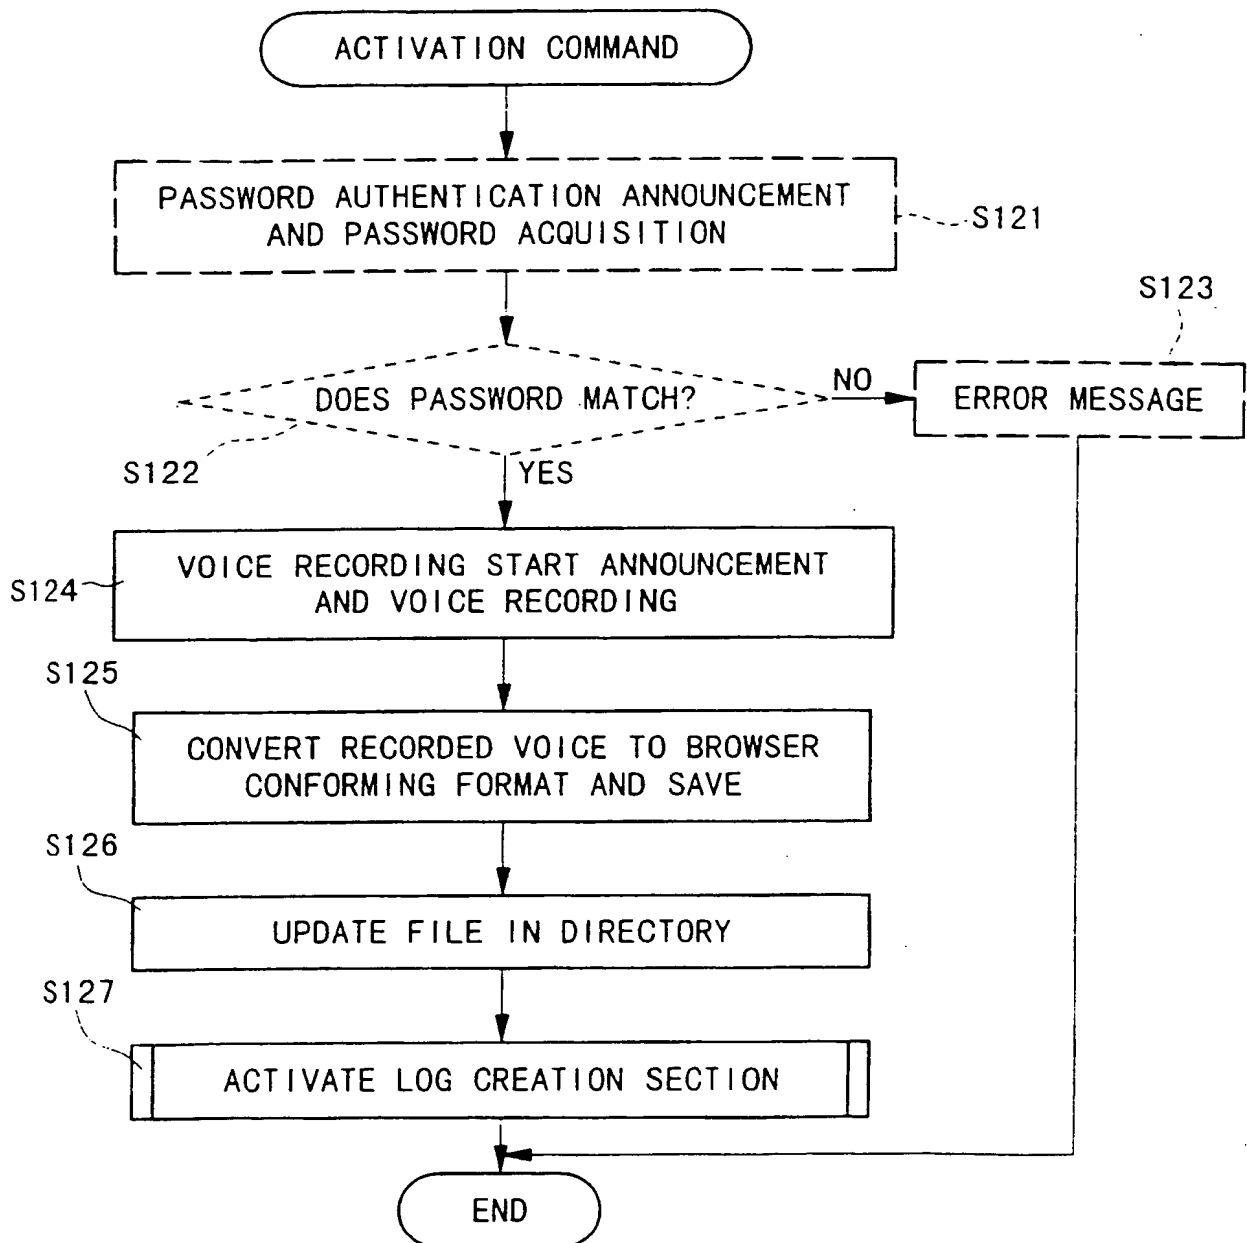 ACTIVATION COMMAND
PASSWORD AUTHENTICATION ANNOUNCEMENT
AND PASSWORD ACQUISITION
S121
S123
DOES PASSWORD MATCH?
NO
ERROR MESSAGE
S122
YES
VOICE RECORDING START ANNOUNCEMENT
AND VOICE RECORDING
S124
S125
CONVERT RECORDED VOICE TO BROWSER
CONFORMING FORMAT AND SAVE
S126
UPDATE FILE IN DIRECTORY
S127
ACTIVATE LOG CREATION SECTION
END